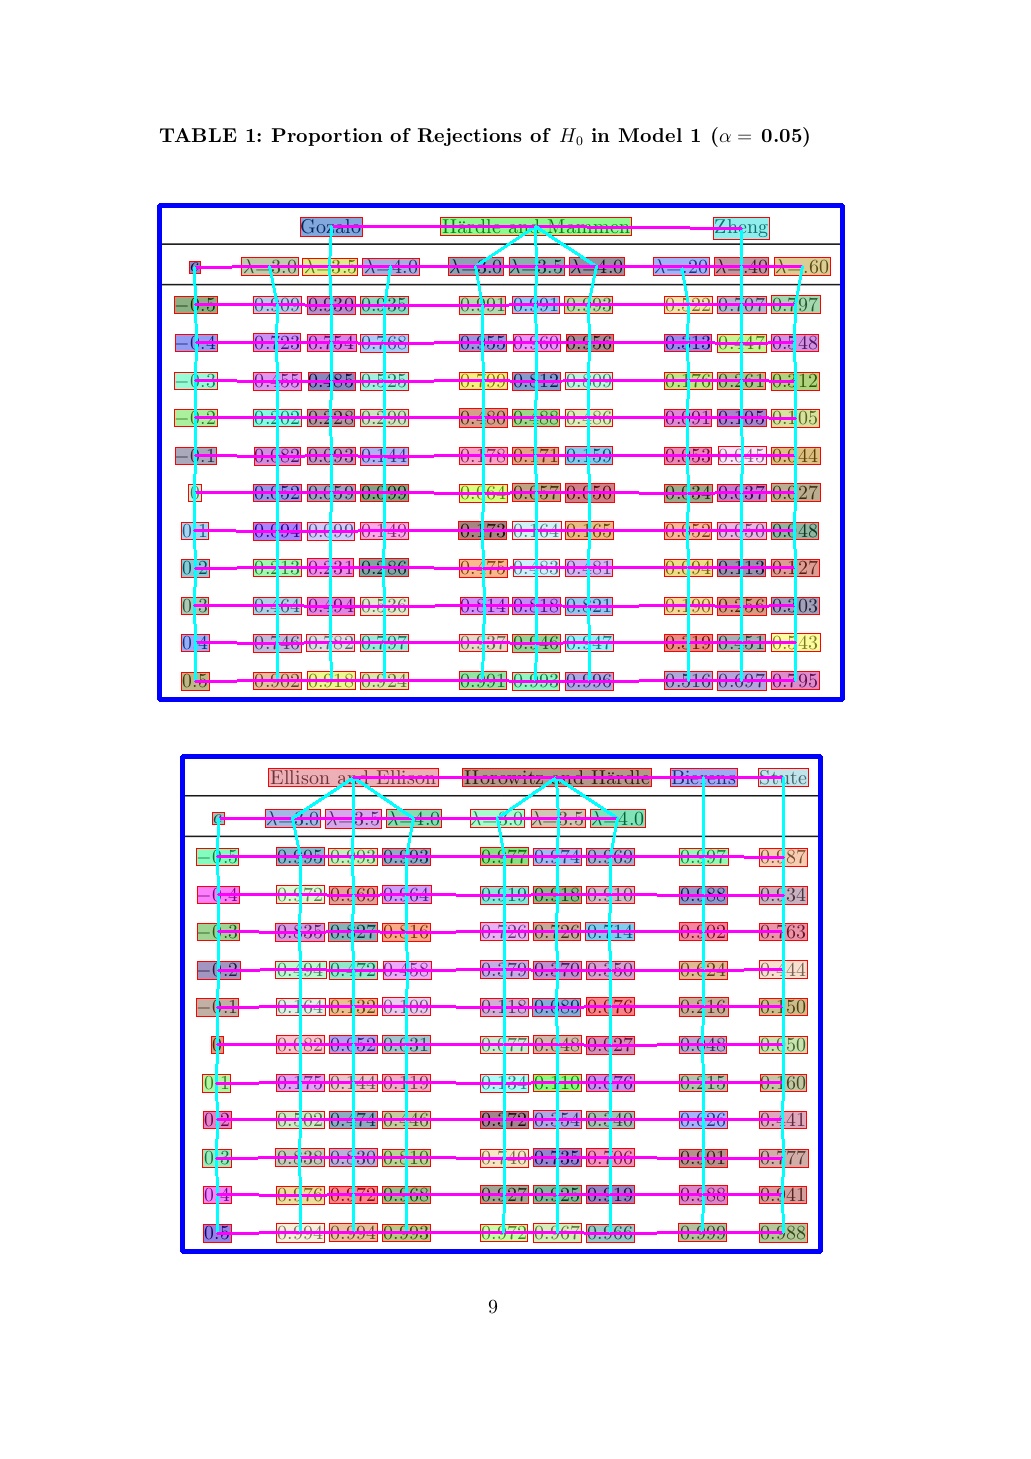 TABLE 1: Proportion of Rejections of H₀ in Model 1 (α = 0.05)
Gozalo Härdle and Mammen Zheng
c λ=3.0 λ=3.5 λ=4.0 λ=3.0 λ=3.5 λ=4.0 λ=.20 λ=.40 λ=.60
−0.5 0.909 0.930 0.935 0.991 0.991 0.993 0.522 0.707 0.797
−0.4 0.723 0.754 0.768 0.955 0.960 0.956 0.313 0.447 0.548
−0.3 0.455 0.485 0.525 0.799 0.812 0.809 0.176 0.261 0.312
−0.2 0.202 0.228 0.290 0.480 0.488 0.486 0.091 0.105 0.105
−0.1 0.082 0.093 0.144 0.178 0.171 0.159 0.053 0.045 0.044
0 0.052 0.059 0.099 0.064 0.057 0.050 0.034 0.037 0.027
0.1 0.094 0.099 0.149 0.173 0.164 0.165 0.052 0.050 0.048
0.2 0.213 0.231 0.286 0.475 0.483 0.481 0.094 0.113 0.127
0.3 0.464 0.494 0.536 0.814 0.818 0.821 0.190 0.256 0.303
0.4 0.746 0.782 0.797 0.937 0.946 0.947 0.319 0.451 0.543
0.5 0.902 0.918 0.924 0.991 0.993 0.996 0.516 0.697 0.795
Ellison and Ellison Horowitz and Härdle Bierens Stute
c λ=3.0 λ=3.5 λ=4.0 λ=3.0 λ=3.5 λ=4.0
−0.5 0.995 0.993 0.993 0.977 0.974 0.969 0.997 0.987
−0.4 0.972 0.969 0.964 0.919 0.918 0.910 0.988 0.934
−0.3 0.835 0.827 0.816 0.726 0.720 0.714 0.902 0.763
−0.2 0.494 0.472 0.458 0.379 0.370 0.350 0.624 0.444
−0.1 0.164 0.132 0.109 0.118 0.089 0.076 0.216 0.150
0 0.082 0.052 0.031 0.077 0.048 0.027 0.048 0.050
0.1 0.175 0.144 0.119 0.134 0.110 0.076 0.215 0.160
0.2 0.502 0.474 0.446 0.372 0.354 0.340 0.626 0.441
0.3 0.838 0.830 0.810 0.740 0.735 0.706 0.901 0.777
0.4 0.976 0.972 0.968 0.927 0.925 0.919 0.988 0.941
0.5 0.994 0.994 0.993 0.972 0.967 0.966 0.999 0.988
9